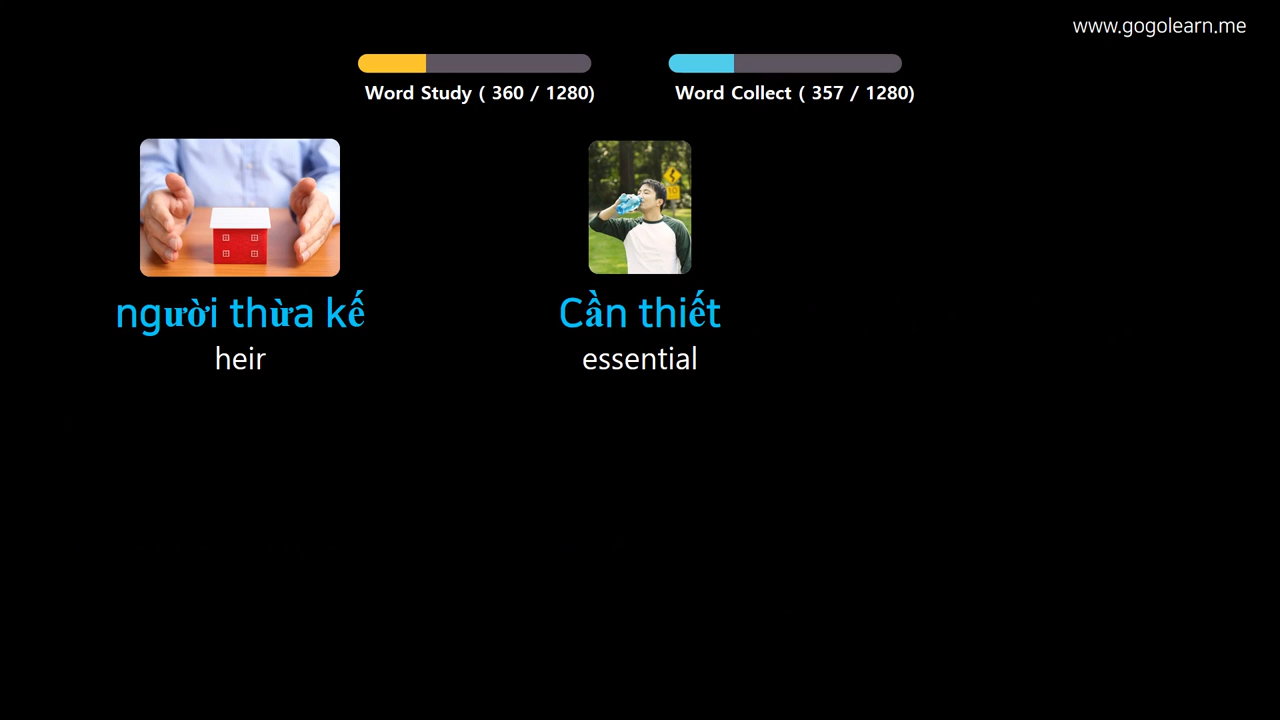 www.gogolearn.me
Word Study ( 360 / 1280)
Word Collect ( 357 / 1280)
người thừa kế
heir
Cần thiết
essential